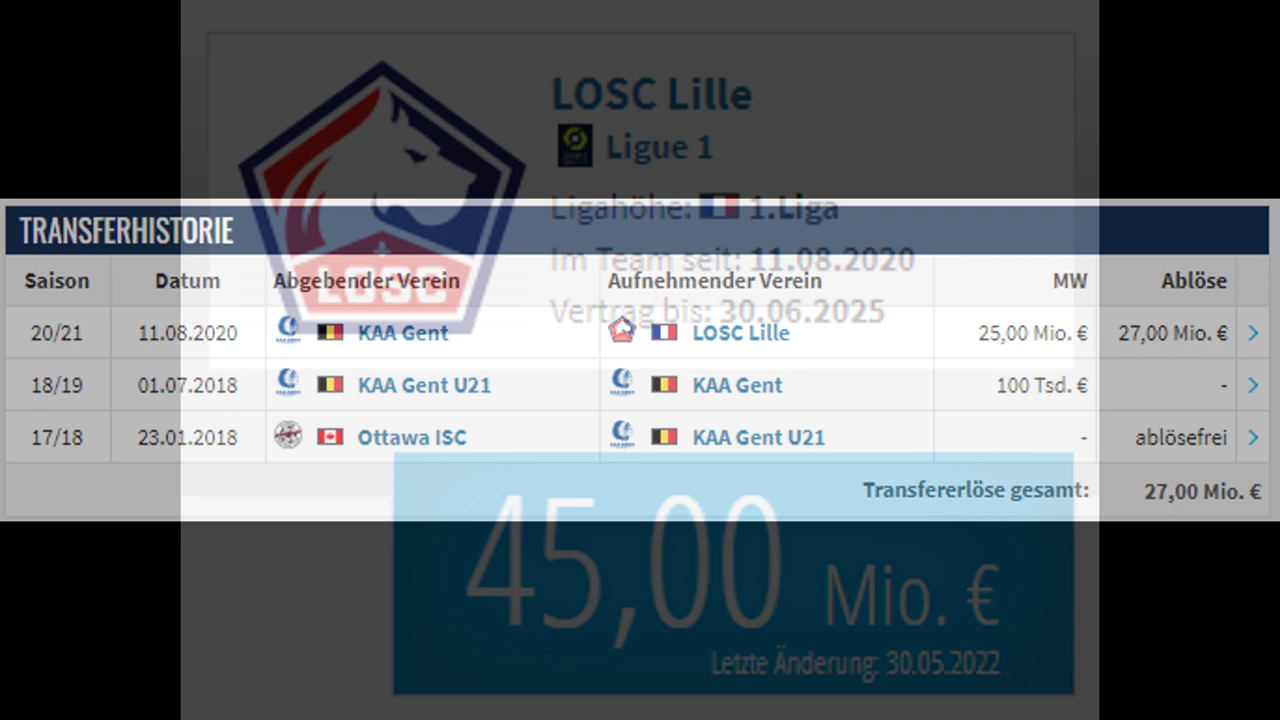 LOSC Lille
Ligue 1
Ligahöhe: 1.Liga
TRANSFERHISTORIE
Im Team seit: 11.08.2020
Saison Datum Abgebender Verein Aufnehmender Verein MW Ablöse
LOSC
Vertrag bis: 30.06.2025
20/21 11.08.2020 KAA Gent LOSC Lille 25,00 Mio. € 27,00 Mio. €
18/19 01.07.2018 KAA Gent U21 KAA Gent 100 Tsd. € -
17/18 23.01.2018 Ottawa ISC KAA Gent U21 - ablösefrei
Transfererlöse gesamt: 27,00 Mio. €
45,00 Mio. €
Letzte Änderung: 30.05.2022